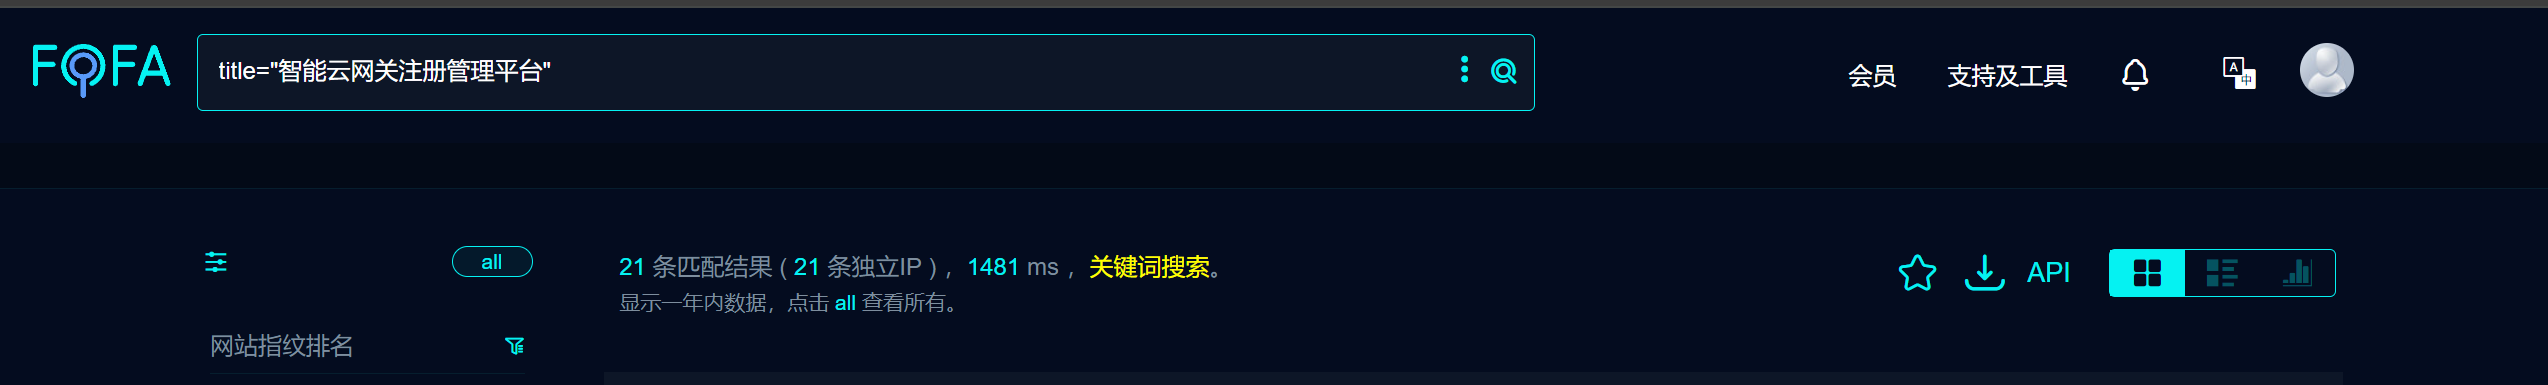 FOFA
title="智能云网关注册管理平台"
会员
支持及工具
A
中
all
21 条匹配结果 ( 21 条独立IP ) ，1481 ms ，关键词搜索。
API
显示一年内数据，点击 all 查看所有。
网站指纹排名